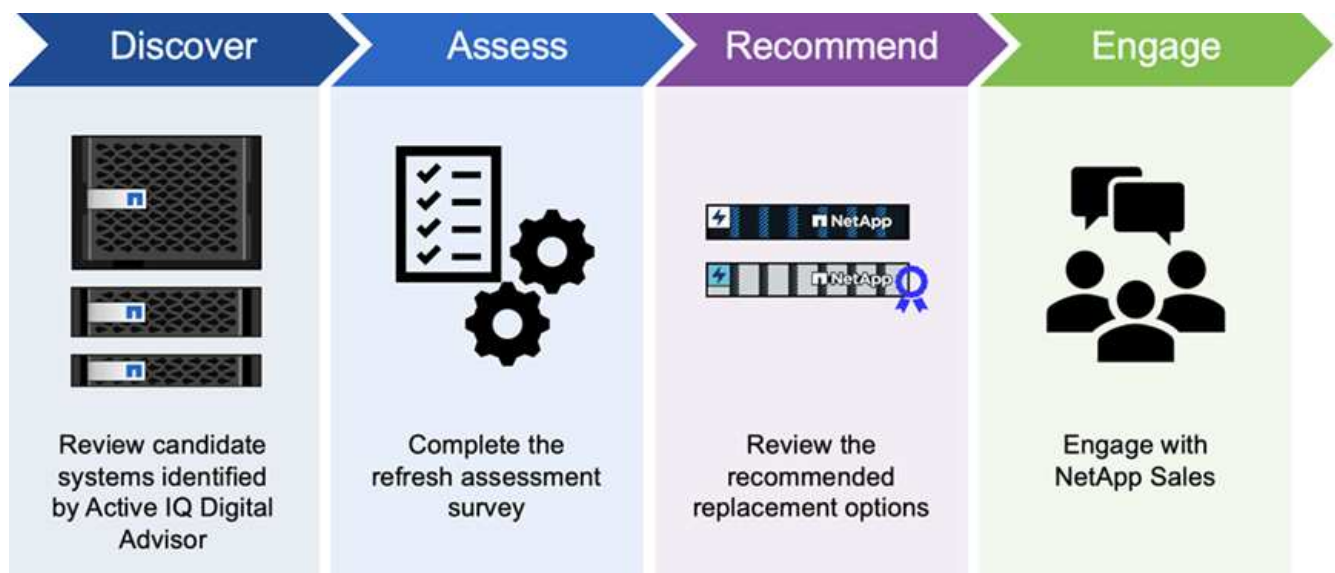 Discover
Assess
Recommend
Engage
NetApp
NetApp
Review candidate
systems identified
by Active IQ Digital
Advisor
Complete the
refresh assessment
survey
Review the
recommended
replacement options
Engage with
NetApp Sales